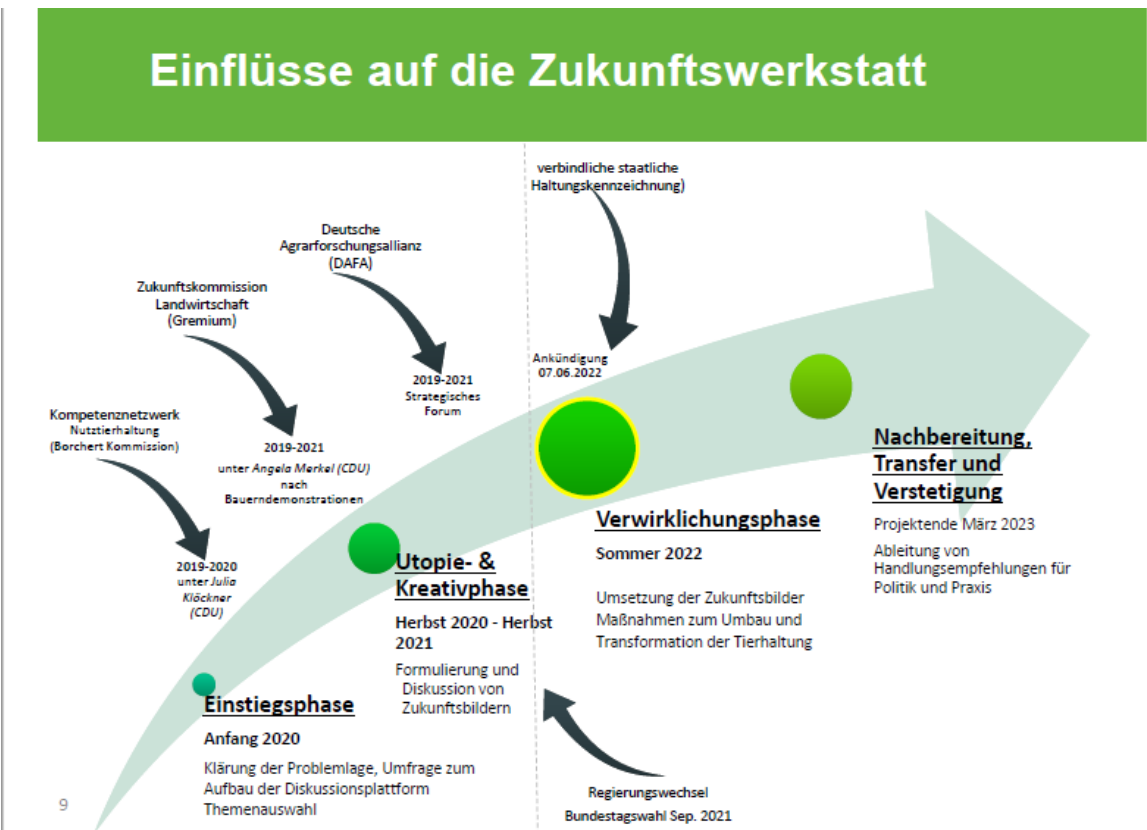 Einflüsse auf die Zukunftswerkstatt
verbindliche staatliche
Haltungskennzeichnung)
Deutsche
Agrarforschungsallianz
(DAFA)
Zukunftskommission
Landwirtschaft
(Gremium)
Ankündigung
07.06.2022
2019-2021
Strategisches
Forum
Kompetenznetzwerk
Nutztierhaltung
(Borchert Kommission)
2019-2021
unter Angela Merkel (CDU)
nach
Bauerndemonstrationen
2019-2020
unter Julia
Klöckner
(CDU)
Einstiegsphase
Anfang 2020
Klärung der Problemlage, Umfrage zum
Aufbau der Diskussionsplattform
Themenauswahl
Utopie- &
Kreativphase
Herbst 2020 - Herbst
2021
Formulierung und
Diskussion von
Zukunftsbildern
Verwirklichungsphase
Sommer 2022
Umsetzung der Zukunftsbilder
Maßnahmen zum Umbau und
Transformation der Tierhaltung
Nachbereitung,
Transfer und
Verstetigung
Projektende März 2023
Ableitung von
Handlungsempfehlungen für
Politik und Praxis
Regierungswechsel
Bundestagswahl Sep. 2021
9